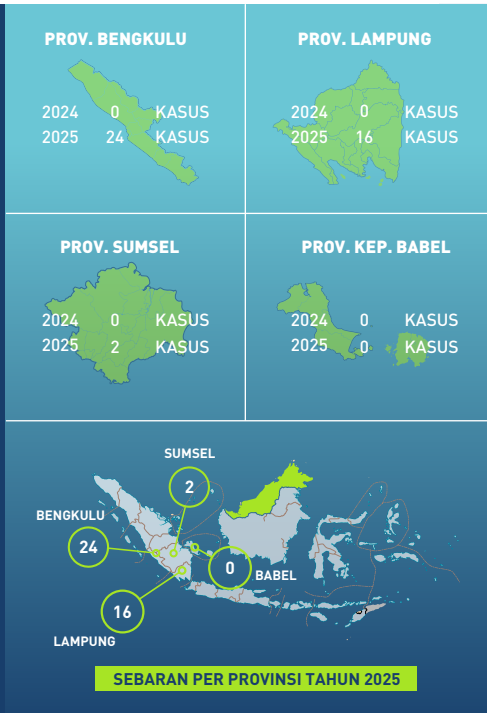 PROV. BENGKULU
2024 0 KASUS
2025 24 KASUS
PROV. LAMPUNG
2024 0 KASUS
2025 16 KASUS
PROV. SUMSEL
2024 0 KASUS
2025 2 KASUS
PROV. KEP. BABEL
2024 0 KASUS
2025 0 KASUS
SUMSEL
2
BENGKULU
24
0
BABEL
16
LAMPUNG
SEBARAN PER PROVINSI TAHUN 2025